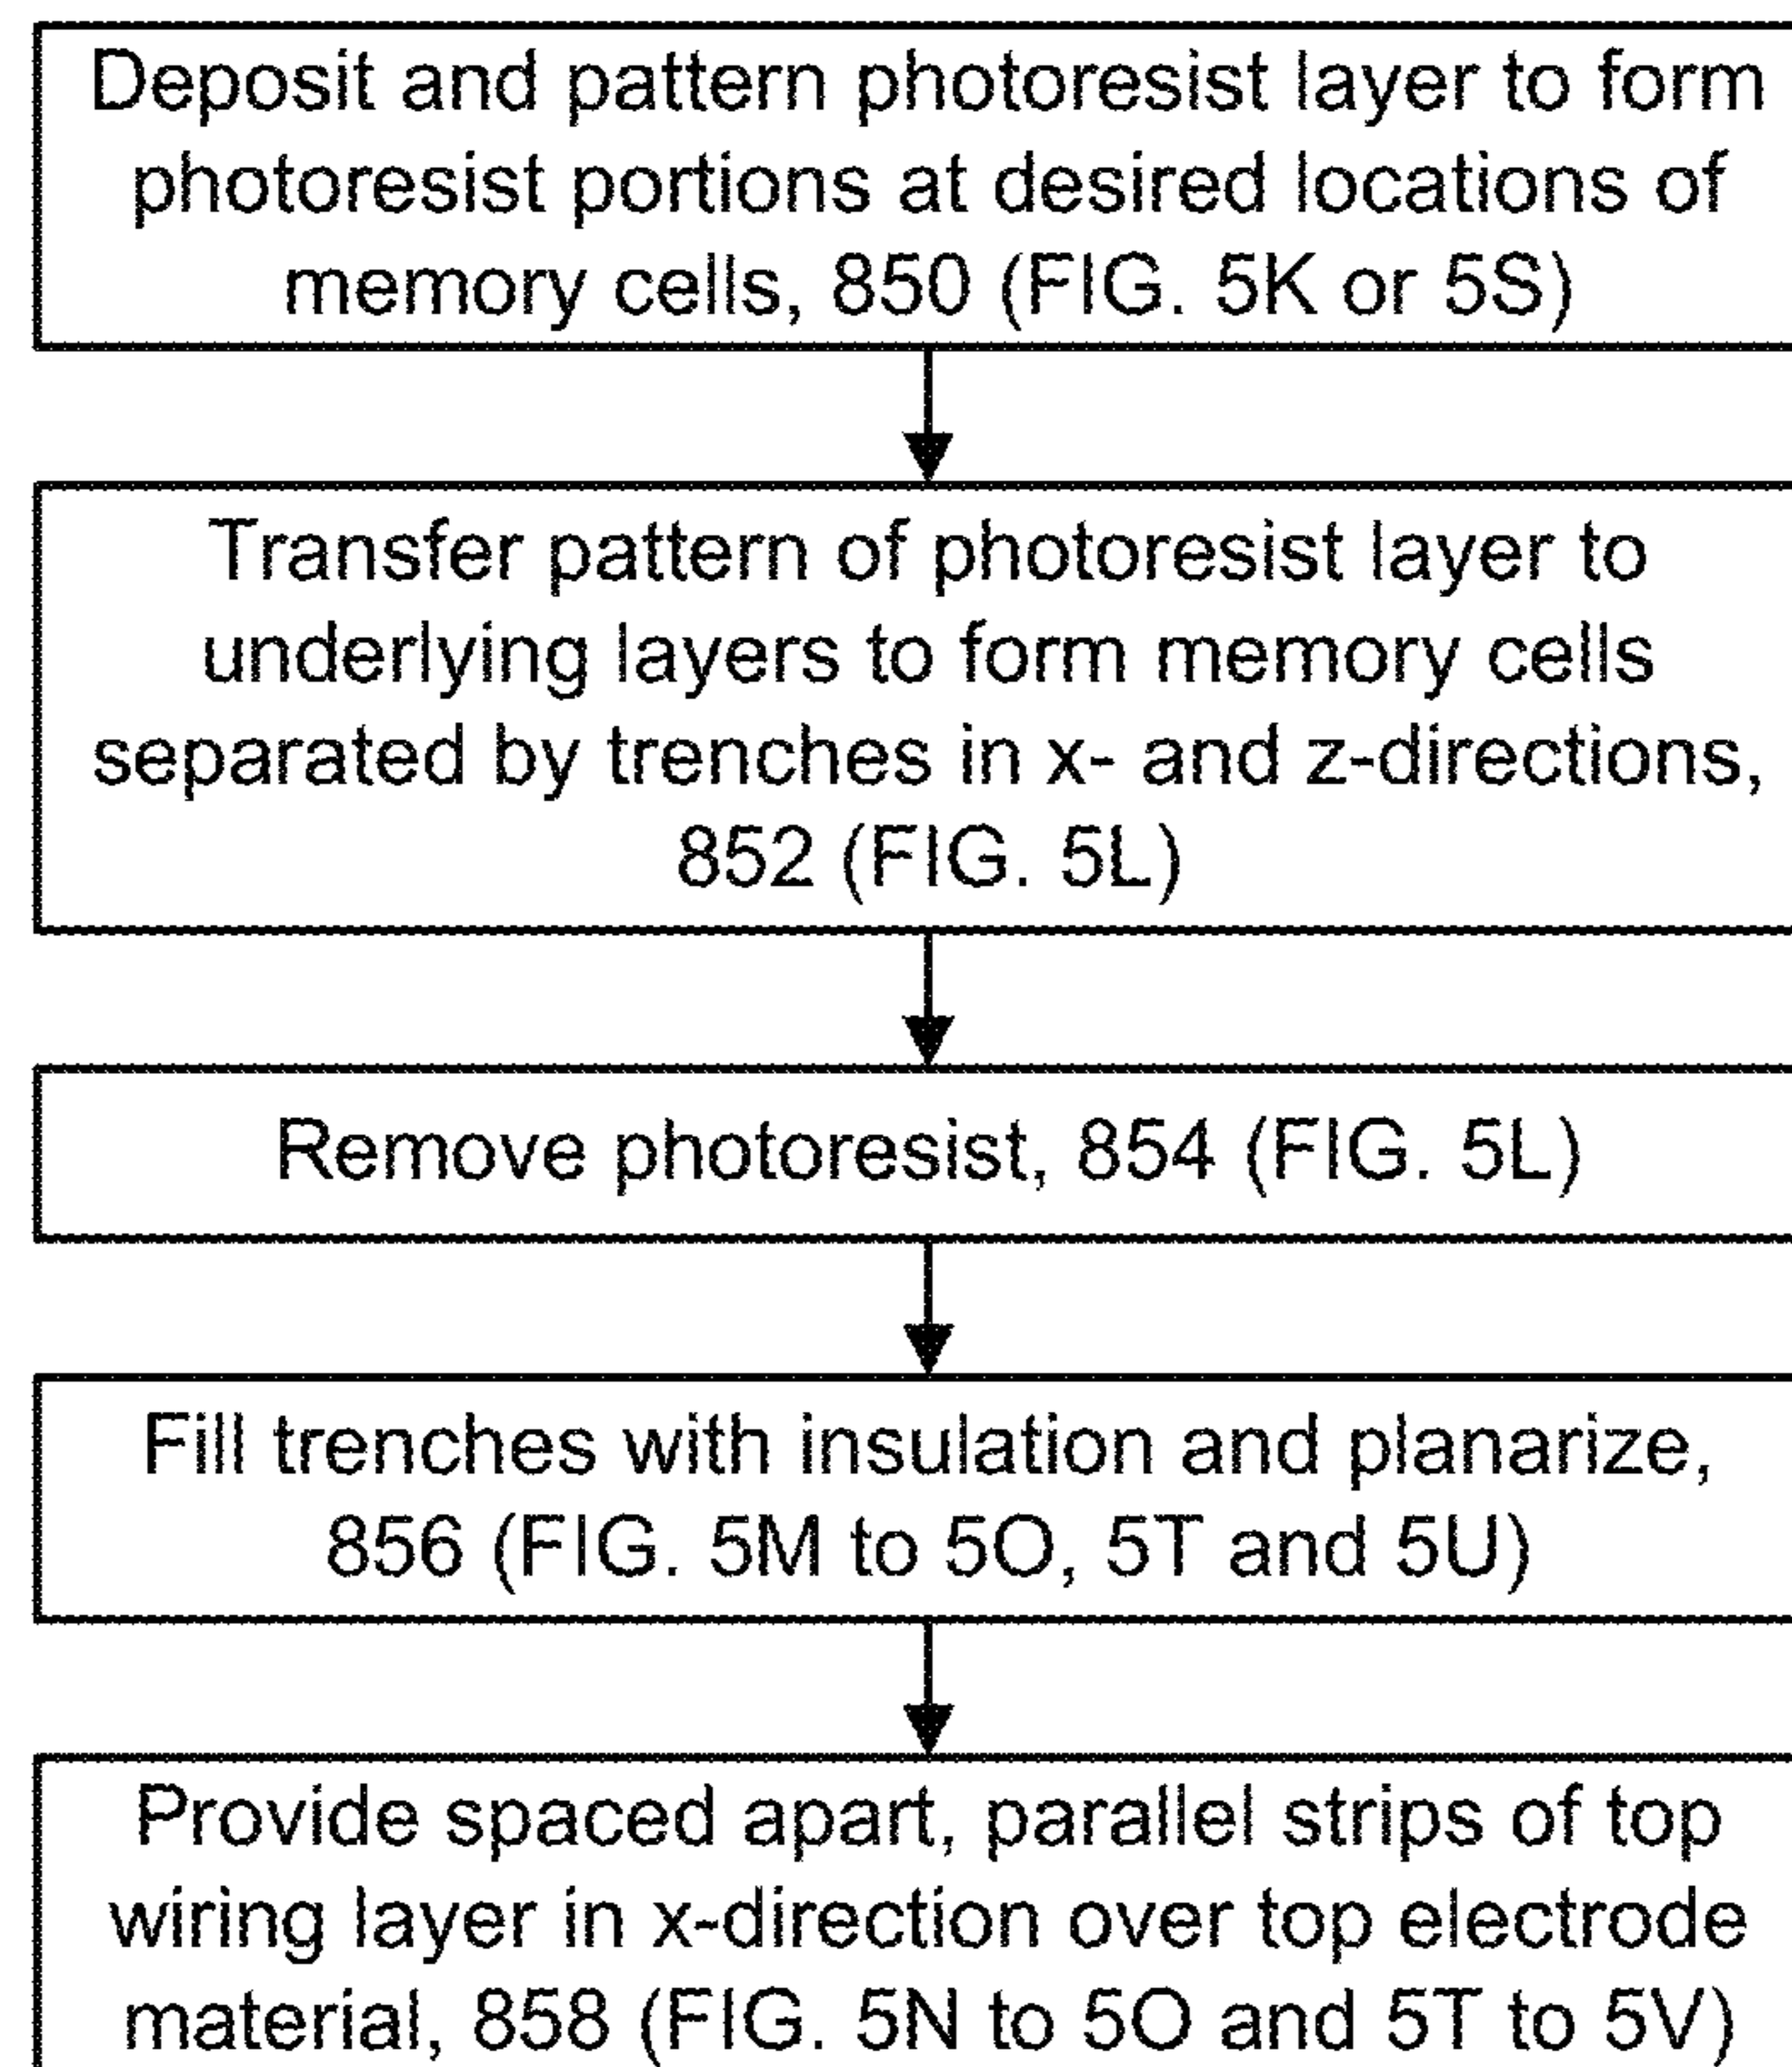 Deposit and pattern photoresist layer to form
photoresist portions at desired locations of
memory cells, 850 (FIG. 5K or 5S)
Transfer pattern of photoresist layer to
underlying layers to form memory cells
separated by trenches in x- and z-directions,
852 (FIG. 5L)
Remove photoresist, 854 (FIG. 5L)
Fill trenches with insulation and planarize,
856 (FIG. 5M to 5O, 5T and 5U)
Provide spaced apart, parallel strips of top
wiring layer in x-direction over top electrode
material, 858 (FIG. 5N to 5O and 5T to 5V)